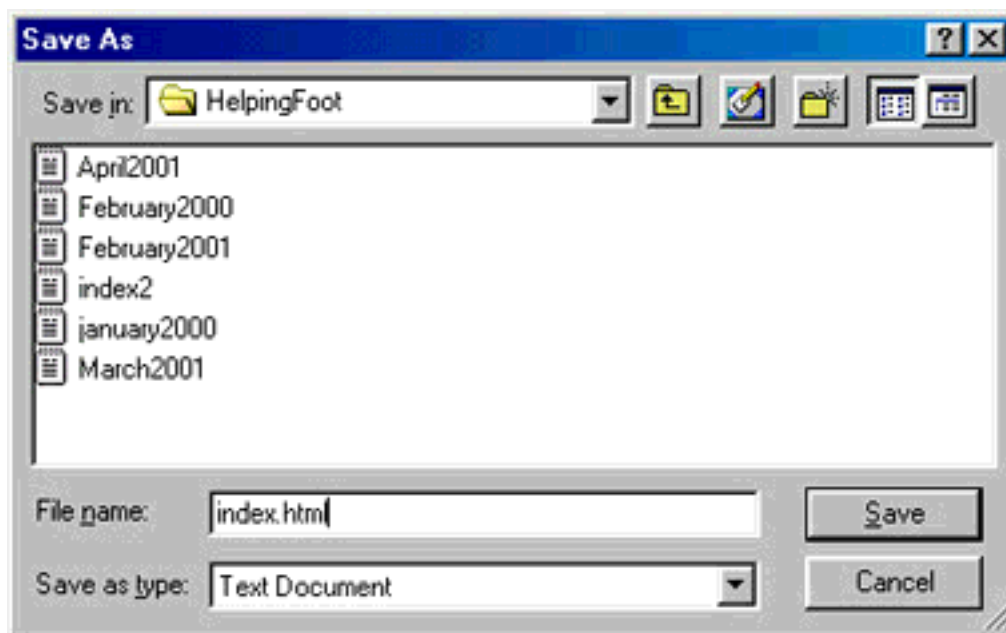 Save As
Save in: HelpingFoot
April2001
February2000
February2001
index2
january2000
March2001
File name: index.html Save
Save as type: Text Document Cancel